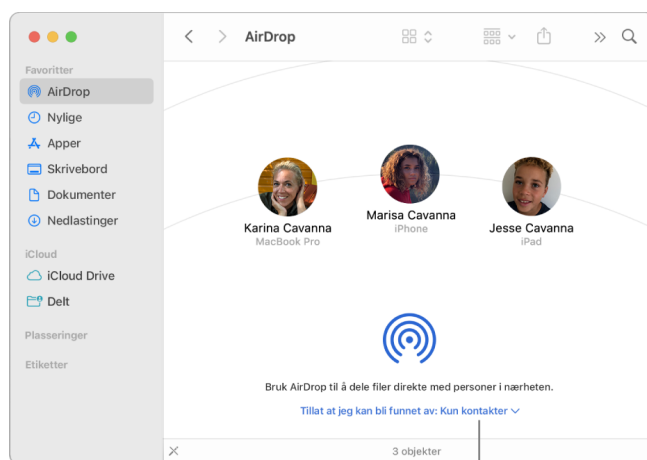 AirDrop
Favoritter
AirDrop
Nylige
Apper
Skrivebord
Dokumenter
Nedlastinger
iCloud
iCloud Drive
Delt
Plasseringer
Etiketter
Karina Cavanna
MacBook Pro
Marisa Cavanna
iPhone
Jesse Cavanna
iPad
Bruk AirDrop til å dele filer direkte med personer i nærheten.
Tillat at jeg kan bli funnet av: Kun kontakter
3 objekter